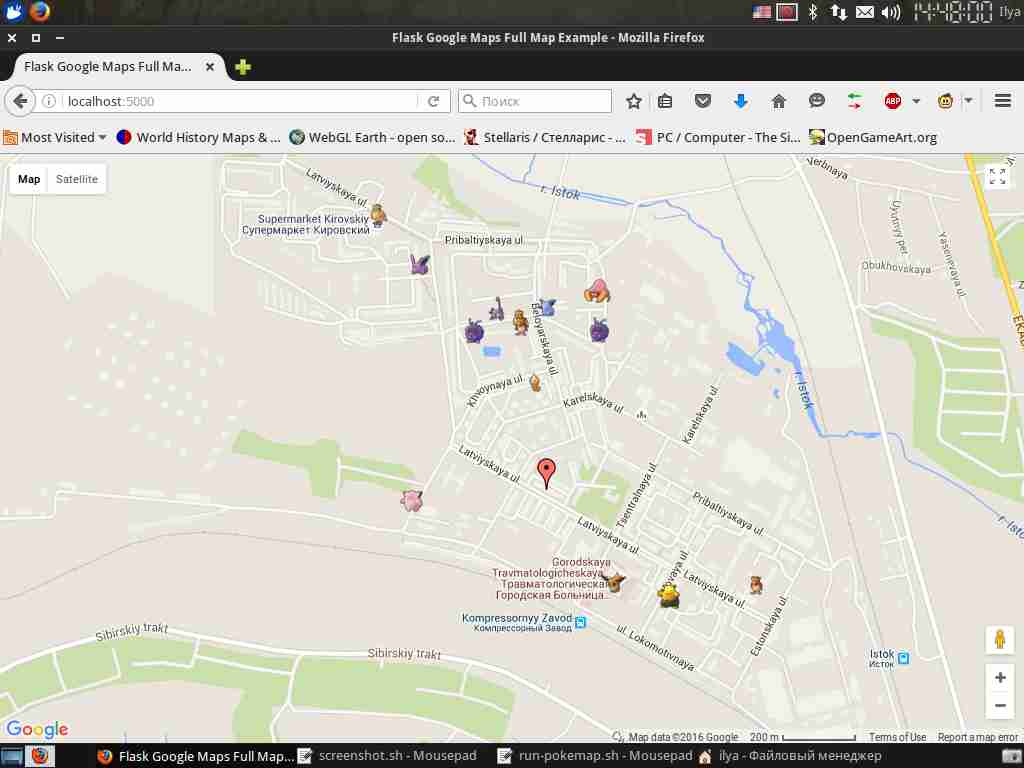 14:48:00 Ilya
Flask Google Maps Full Map Example - Mozilla Firefox
Flask Google Maps Full Ma...
localhost:5000
Поиск
ABP
Most Visited
World History Maps & ...
WebGL Earth - open so...
Stellaris / Стелларис - ...
PC / Computer - The Si...
OpenGameArt.org
Map Satellite
Latviyskaya ul.
r. Istok
Verbnaya
Supermarket Kirovskiy
Супермаркет Кировский
Pribaltiyskaya ul
Uyutnyy per.
Yasenevaya ul.
Obukhovskaya
Beloyarskaya ul.
Khvoynaya ul.
Karelskaya ul.
Karelskaya ul.
r. Istok
Latviyskaya ul.
Tsentralnaya ul.
Pribaltiyskaya ul.
r. Istok
Latviyskaya ul.
Gorodskaya
Travmatologicheskaya
Травматологическая
Городская Больница...
Latviyskaya ul.
Kompressornyy Zavod
Компрессорный Завод
ul. Lokomotivnaya
Estonskaya ul.
Sibirskiy trakt
Sibirskiy trakt
Istok
Исток
Google
Map data ©2016 Google 200 m Terms of Use Report a map error
Flask Google Maps Full Map...
screenshot.sh - Mousepad
run-pokemap.sh - Mousepad
ilya - Файловый менеджер